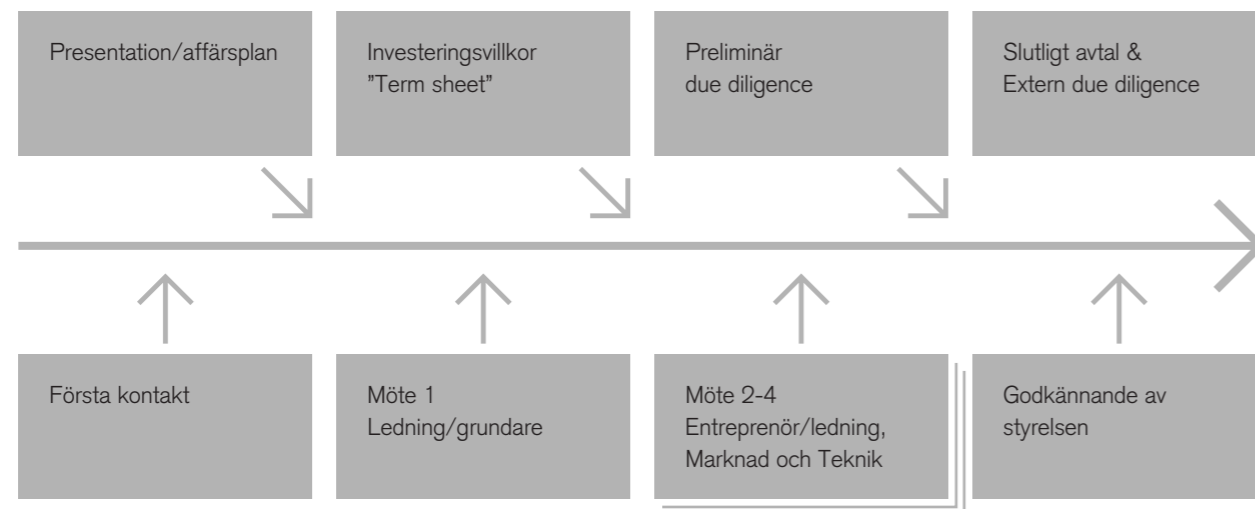 Presentation/affärsplan
Investeringsvillkor
”Term sheet”
Preliminär
due diligence
Slutligt avtal &
Extern due diligence
Första kontakt
Möte 1
Ledning/grundare
Möte 2-4
Entreprenör/ledning,
Marknad och Teknik
Godkännande av
styrelsen